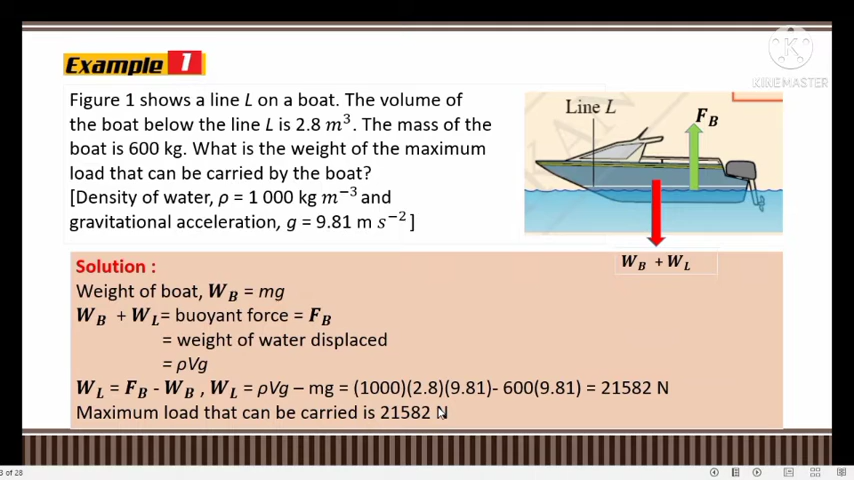 Example 1
KINEMASTER
Figure 1 shows a line L on a boat. The volume of
the boat below the line L is 2.8 m³. The mass of the
boat is 600 kg. What is the weight of the maximum
load that can be carried by the boat?
[Density of water, ρ = 1 000 kg m⁻³ and
gravitational acceleration, g = 9.81 m s⁻² ]
Line L
F_B
W_B + W_L
Solution :
Weight of boat, W_B = mg
W_B + W_L= buoyant force = F_B
= weight of water displaced
= ρVg
W_L = F_B - W_B , W_L = ρVg – mg = (1000)(2.8)(9.81)- 600(9.81) = 21582 N
Maximum load that can be carried is 21582 N
3 of 28